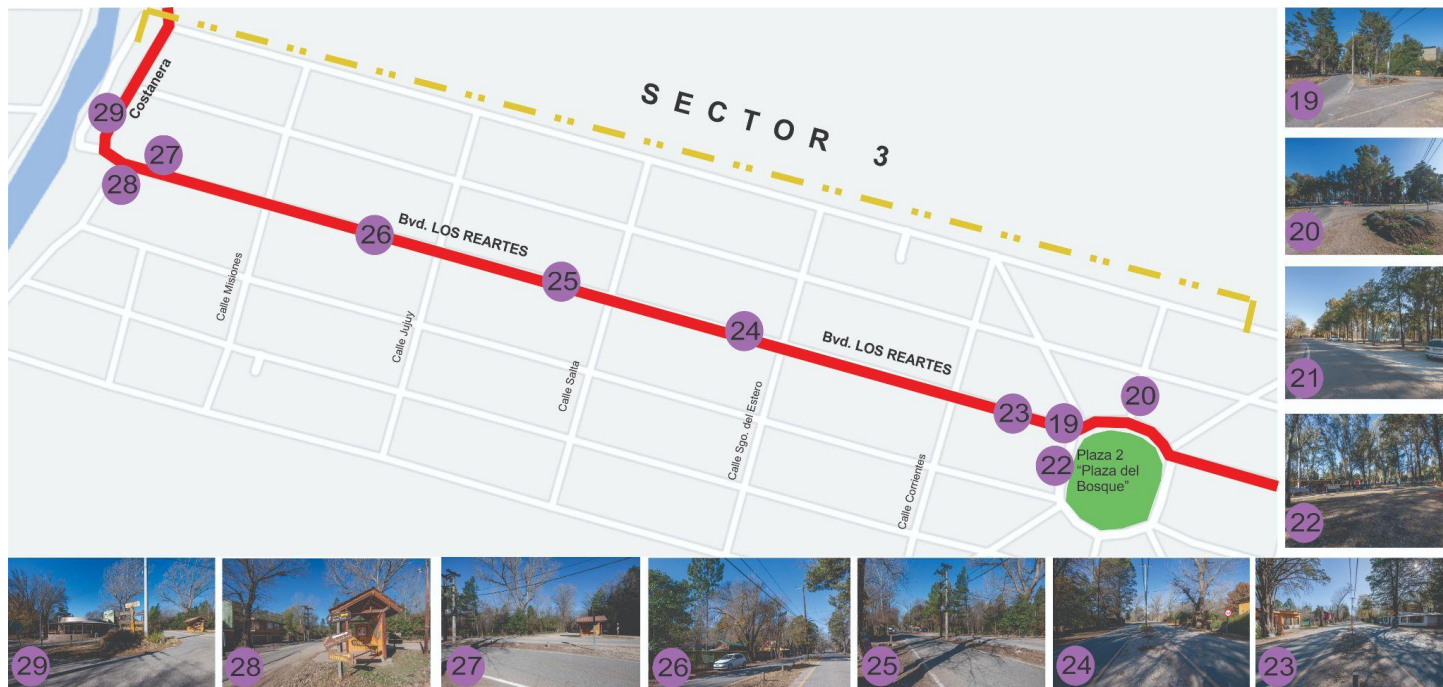 SECTOR 3
Costanera
29
27
28
26
Bvd. LOS REARTES
25
24
Bvd. LOS REARTES
23
19
20
22
Plaza 2
"Plaza del
Bosque"
Calle Misiones
Calle Jujuy
Calle Salta
Calle Sgo. del Estero
Calle Corrientes
19
20
21
22
29
28
27
26
25
24
23